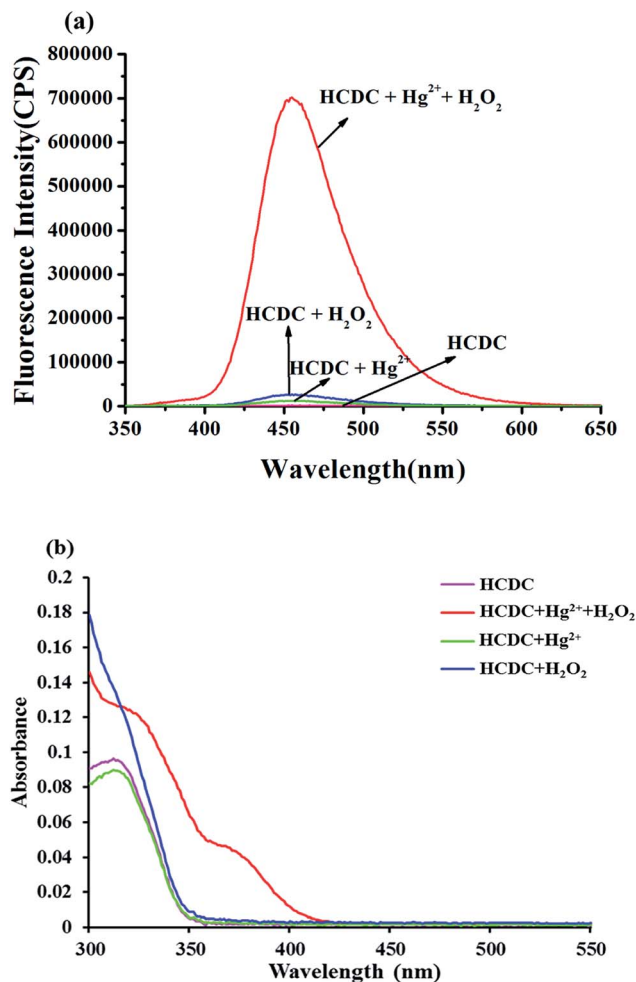 (a)
800000
700000
600000
500000
400000
300000
200000
100000
0
Fluorescence Intensity(CPS)
HCDC + Hg²⁺ + H₂O₂
HCDC + H₂O₂
HCDC
HCDC + Hg²⁺
350 400 450 500 550 600 650
Wavelength(nm)
(b)
0.2
0.18
0.16
0.14
0.12
0.1
0.08
0.06
0.04
0.02
0
Absorbance
HCDC
HCDC+Hg²⁺+H₂O₂
HCDC+Hg²⁺
HCDC+H₂O₂
300 350 400 450 500 550
Wavelength (nm)